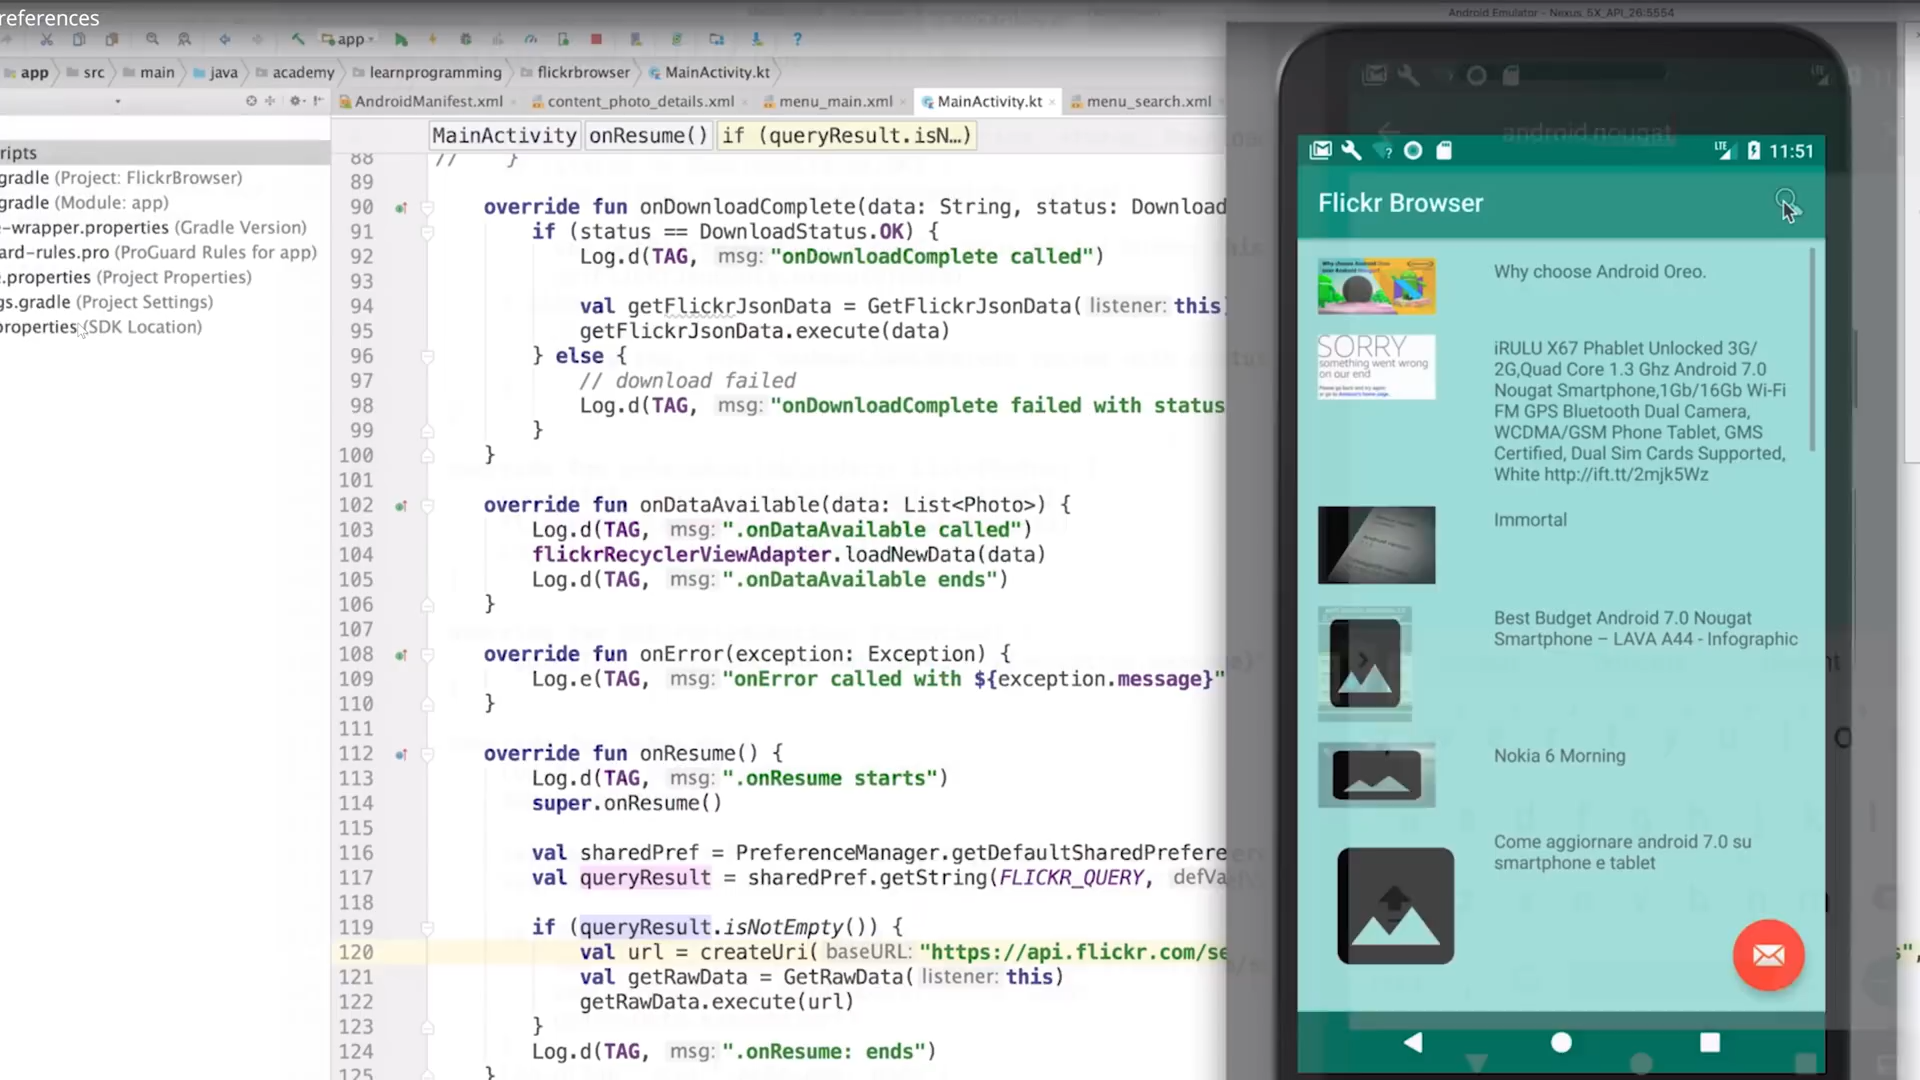 references
Android Emulator - Nexus_5X_API_26:5554
app
app
src
main
java
academy
learnprogramming
flickrbrowser
MainActivity.kt
AndroidManifest.xml
content_photo_details.xml
menu_main.xml
MainActivity.kt
menu_search.xml
MainActivity
onResume()
if (queryResult.isN…)
ripts
gradle (Project: FlickrBrowser)
gradle (Module: app)
e-wrapper.properties (Gradle Version)
ard-rules.pro (ProGuard Rules for app)
e.properties (Project Properties)
gs.gradle (Project Settings)
properties (SDK Location)
88 // }
89
90 override fun onDownloadComplete(data: String, status: Download
91 if (status == DownloadStatus.OK) {
92 Log.d(TAG, msg: "onDownloadComplete called")
93
94 val getFlickrJsonData = GetFlickrJsonData( listener: this
95 getFlickrJsonData.execute(data)
96 } else {
97 // download failed
98 Log.d(TAG, msg: "onDownloadComplete failed with status
99 }
100 }
101
102 override fun onDataAvailable(data: List<Photo>) {
103 Log.d(TAG, msg: ".onDataAvailable called")
104 flickrRecyclerViewAdapter.loadNewData(data)
105 Log.d(TAG, msg: ".onDataAvailable ends")
106 }
107
108 override fun onError(exception: Exception) {
109 Log.e(TAG, msg: "onError called with ${exception.message}"
110 }
111
112 override fun onResume() {
113 Log.d(TAG, msg: ".onResume starts")
114 super.onResume()
115
116 val sharedPref = PreferenceManager.getDefaultSharedPrefere
117 val queryResult = sharedPref.getString(FLICKR_QUERY, defVa
118
119 if (queryResult.isNotEmpty()) {
120 val url = createUri( baseURL: "https://api.flickr.com/se
121 val getRawData = GetRawData( listener: this)
122 getRawData.execute(url)
123 }
124 Log.d(TAG, msg: ".onResume: ends")
125 }
android nougat
LTE 11:51
Flickr Browser
Why choose Android Oreo.
SORRY
something went wrong
on our end
iRULU X67 Phablet Unlocked 3G/
2G,Quad Core 1.3 Ghz Android 7.0
Nougat Smartphone,1Gb/16Gb Wi-Fi
FM GPS Bluetooth Dual Camera,
WCDMA/GSM Phone Tablet, GMS
Certified, Dual Sim Cards Supported,
White http://ift.tt/2mjk5Wz
Immortal
Best Budget Android 7.0 Nougat
Smartphone – LAVA A44 - Infographic
Nokia 6 Morning
Come aggiornare android 7.0 su
smartphone e tablet